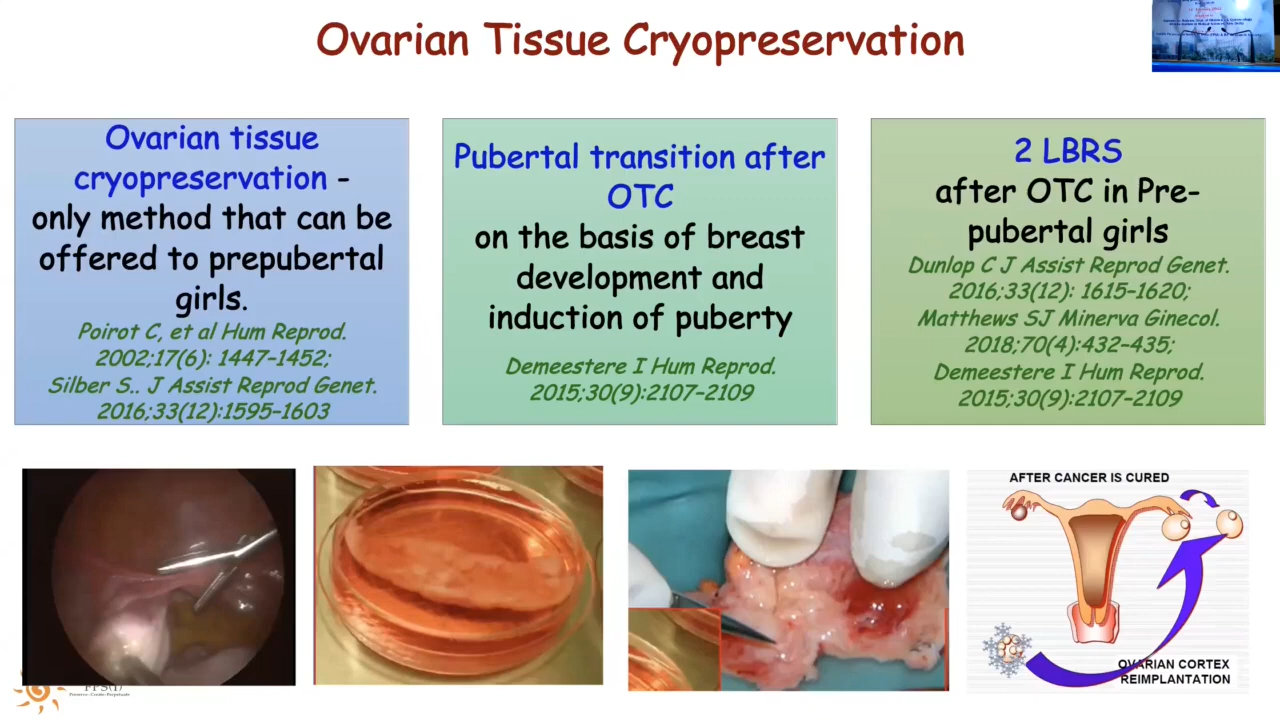 Ovarian Tissue Cryopreservation
Ovarian tissue
cryopreservation -
only method that can be
offered to prepubertal
girls.
Poirot C, et al Hum Reprod.
2002;17(6): 1447-1452;
Silber S.. J Assist Reprod Genet.
2016;33(12):1595-1603
Pubertal transition after
OTC
on the basis of breast
development and
induction of puberty
Demeestere I Hum Reprod.
2015;30(9):2107-2109
2 LBRS
after OTC in Pre-
pubertal girls
Dunlop C J Assist Reprod Genet.
2016;33(12): 1615-1620;
Matthews SJ Minerva Ginecol.
2018;70(4):432-435;
Demeestere I Hum Reprod.
2015;30(9):2107-2109
AFTER CANCER IS CURED
OVARIAN CORTEX
REIMPLANTATION
FPS(I)
Preserve-Create-Perpetuate